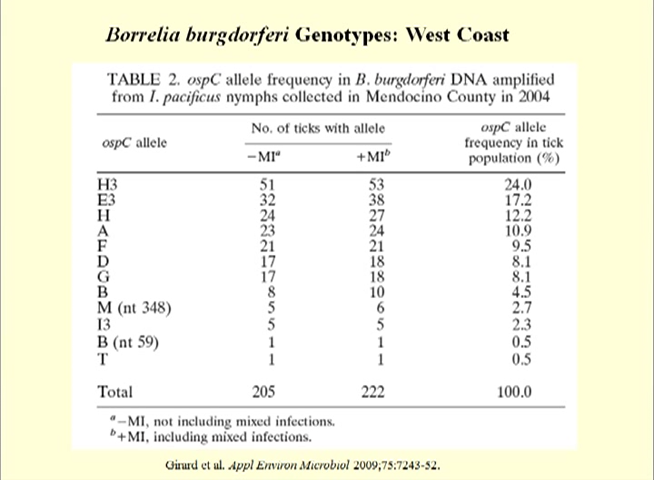 Borrelia burgdorferi Genotypes: West Coast
TABLE 2. ospC allele frequency in B. burgdorferi DNA amplified
from I. pacificus nymphs collected in Mendocino County in 2004
ospC allele
No. of ticks with allele
−MIᵃ +MIᵇ
ospC allele
frequency in tick
population (%)
H3 51 53 24.0
E3 32 38 17.2
H 24 27 12.2
A 23 24 10.9
F 21 21 9.5
D 17 18 8.1
G 17 18 8.1
B 8 10 4.5
M (nt 348) 5 6 2.7
I3 5 5 2.3
B (nt 59) 1 1 0.5
T 1 1 0.5
Total 205 222 100.0
ᵃ −MI, not including mixed infections.
ᵇ +MI, including mixed infections.
Girard et al. Appl Environ Microbiol 2009;75:7243-52.